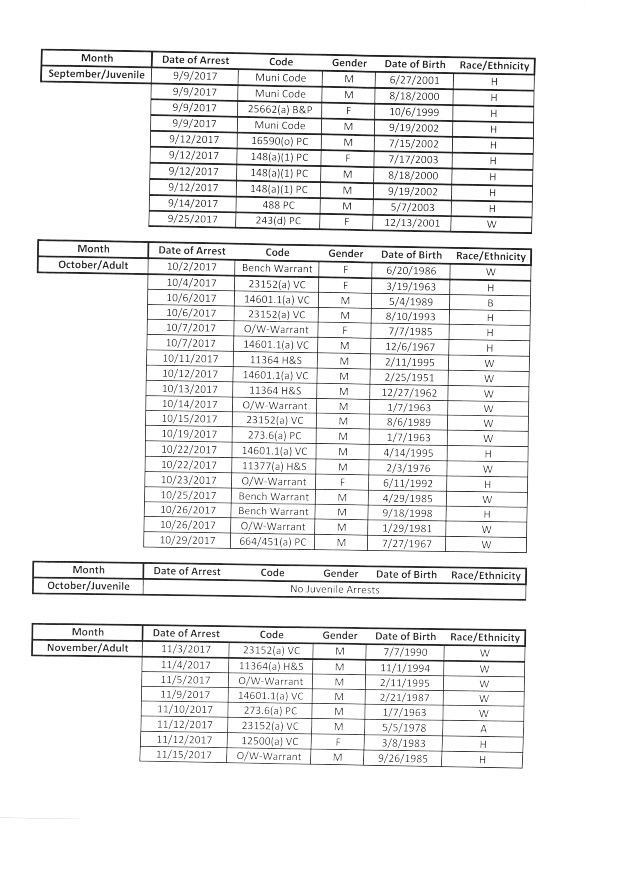 Month Date of Arrest Code Gender Date of Birth Race/Ethnicity
September/Juvenile 9/9/2017 Muni Code M 6/27/2001 H
9/9/2017 Muni Code M 8/18/2000 H
9/9/2017 25662(a) B&P F 10/6/1999 H
9/9/2017 Muni Code M 9/19/2002 H
9/12/2017 16590(o) PC M 7/15/2002 H
9/12/2017 148(a)(1) PC F 7/17/2003 H
9/12/2017 148(a)(1) PC M 8/18/2000 H
9/12/2017 148(a)(1) PC M 9/19/2002 H
9/14/2017 488 PC M 5/7/2003 H
9/25/2017 243(d) PC F 12/13/2001 W
Month Date of Arrest Code Gender Date of Birth Race/Ethnicity
October/Adult 10/2/2017 Bench Warrant F 6/20/1986 W
10/4/2017 23152(a) VC F 3/19/1963 H
10/6/2017 14601.1(a) VC M 5/4/1989 B
10/6/2017 23152(a) VC M 8/10/1993 H
10/7/2017 O/W-Warrant F 7/7/1985 H
10/7/2017 14601.1(a) VC M 12/6/1967 H
10/11/2017 11364 H&S M 2/11/1995 W
10/12/2017 14601.1(a) VC M 2/25/1951 W
10/13/2017 11364 H&S M 12/27/1962 W
10/14/2017 O/W-Warrant M 1/7/1963 W
10/15/2017 23152(a) VC M 8/6/1989 W
10/19/2017 273.6(a) PC M 1/7/1963 W
10/22/2017 14601.1(a) VC M 4/14/1995 H
10/22/2017 11377(a) H&S M 2/3/1976 W
10/23/2017 O/W-Warrant F 6/11/1992 H
10/25/2017 Bench Warrant M 4/29/1985 W
10/26/2017 Bench Warrant M 9/18/1998 H
10/26/2017 O/W-Warrant M 1/29/1981 W
10/29/2017 664/451(a) PC M 7/27/1967 W
Month Date of Arrest Code Gender Date of Birth Race/Ethnicity
October/Juvenile No Juvenile Arrests
Month Date of Arrest Code Gender Date of Birth Race/Ethnicity
November/Adult 11/3/2017 23152(a) VC M 7/7/1990 W
11/4/2017 11364(a) H&S M 11/1/1994 W
11/5/2017 O/W-Warrant M 2/11/1995 W
11/9/2017 14601.1(a) VC M 2/21/1987 W
11/10/2017 273.6(a) PC M 1/7/1963 W
11/12/2017 23152(a) VC M 5/5/1978 A
11/12/2017 12500(a) VC F 3/8/1983 H
11/15/2017 O/W-Warrant M 9/26/1985 H